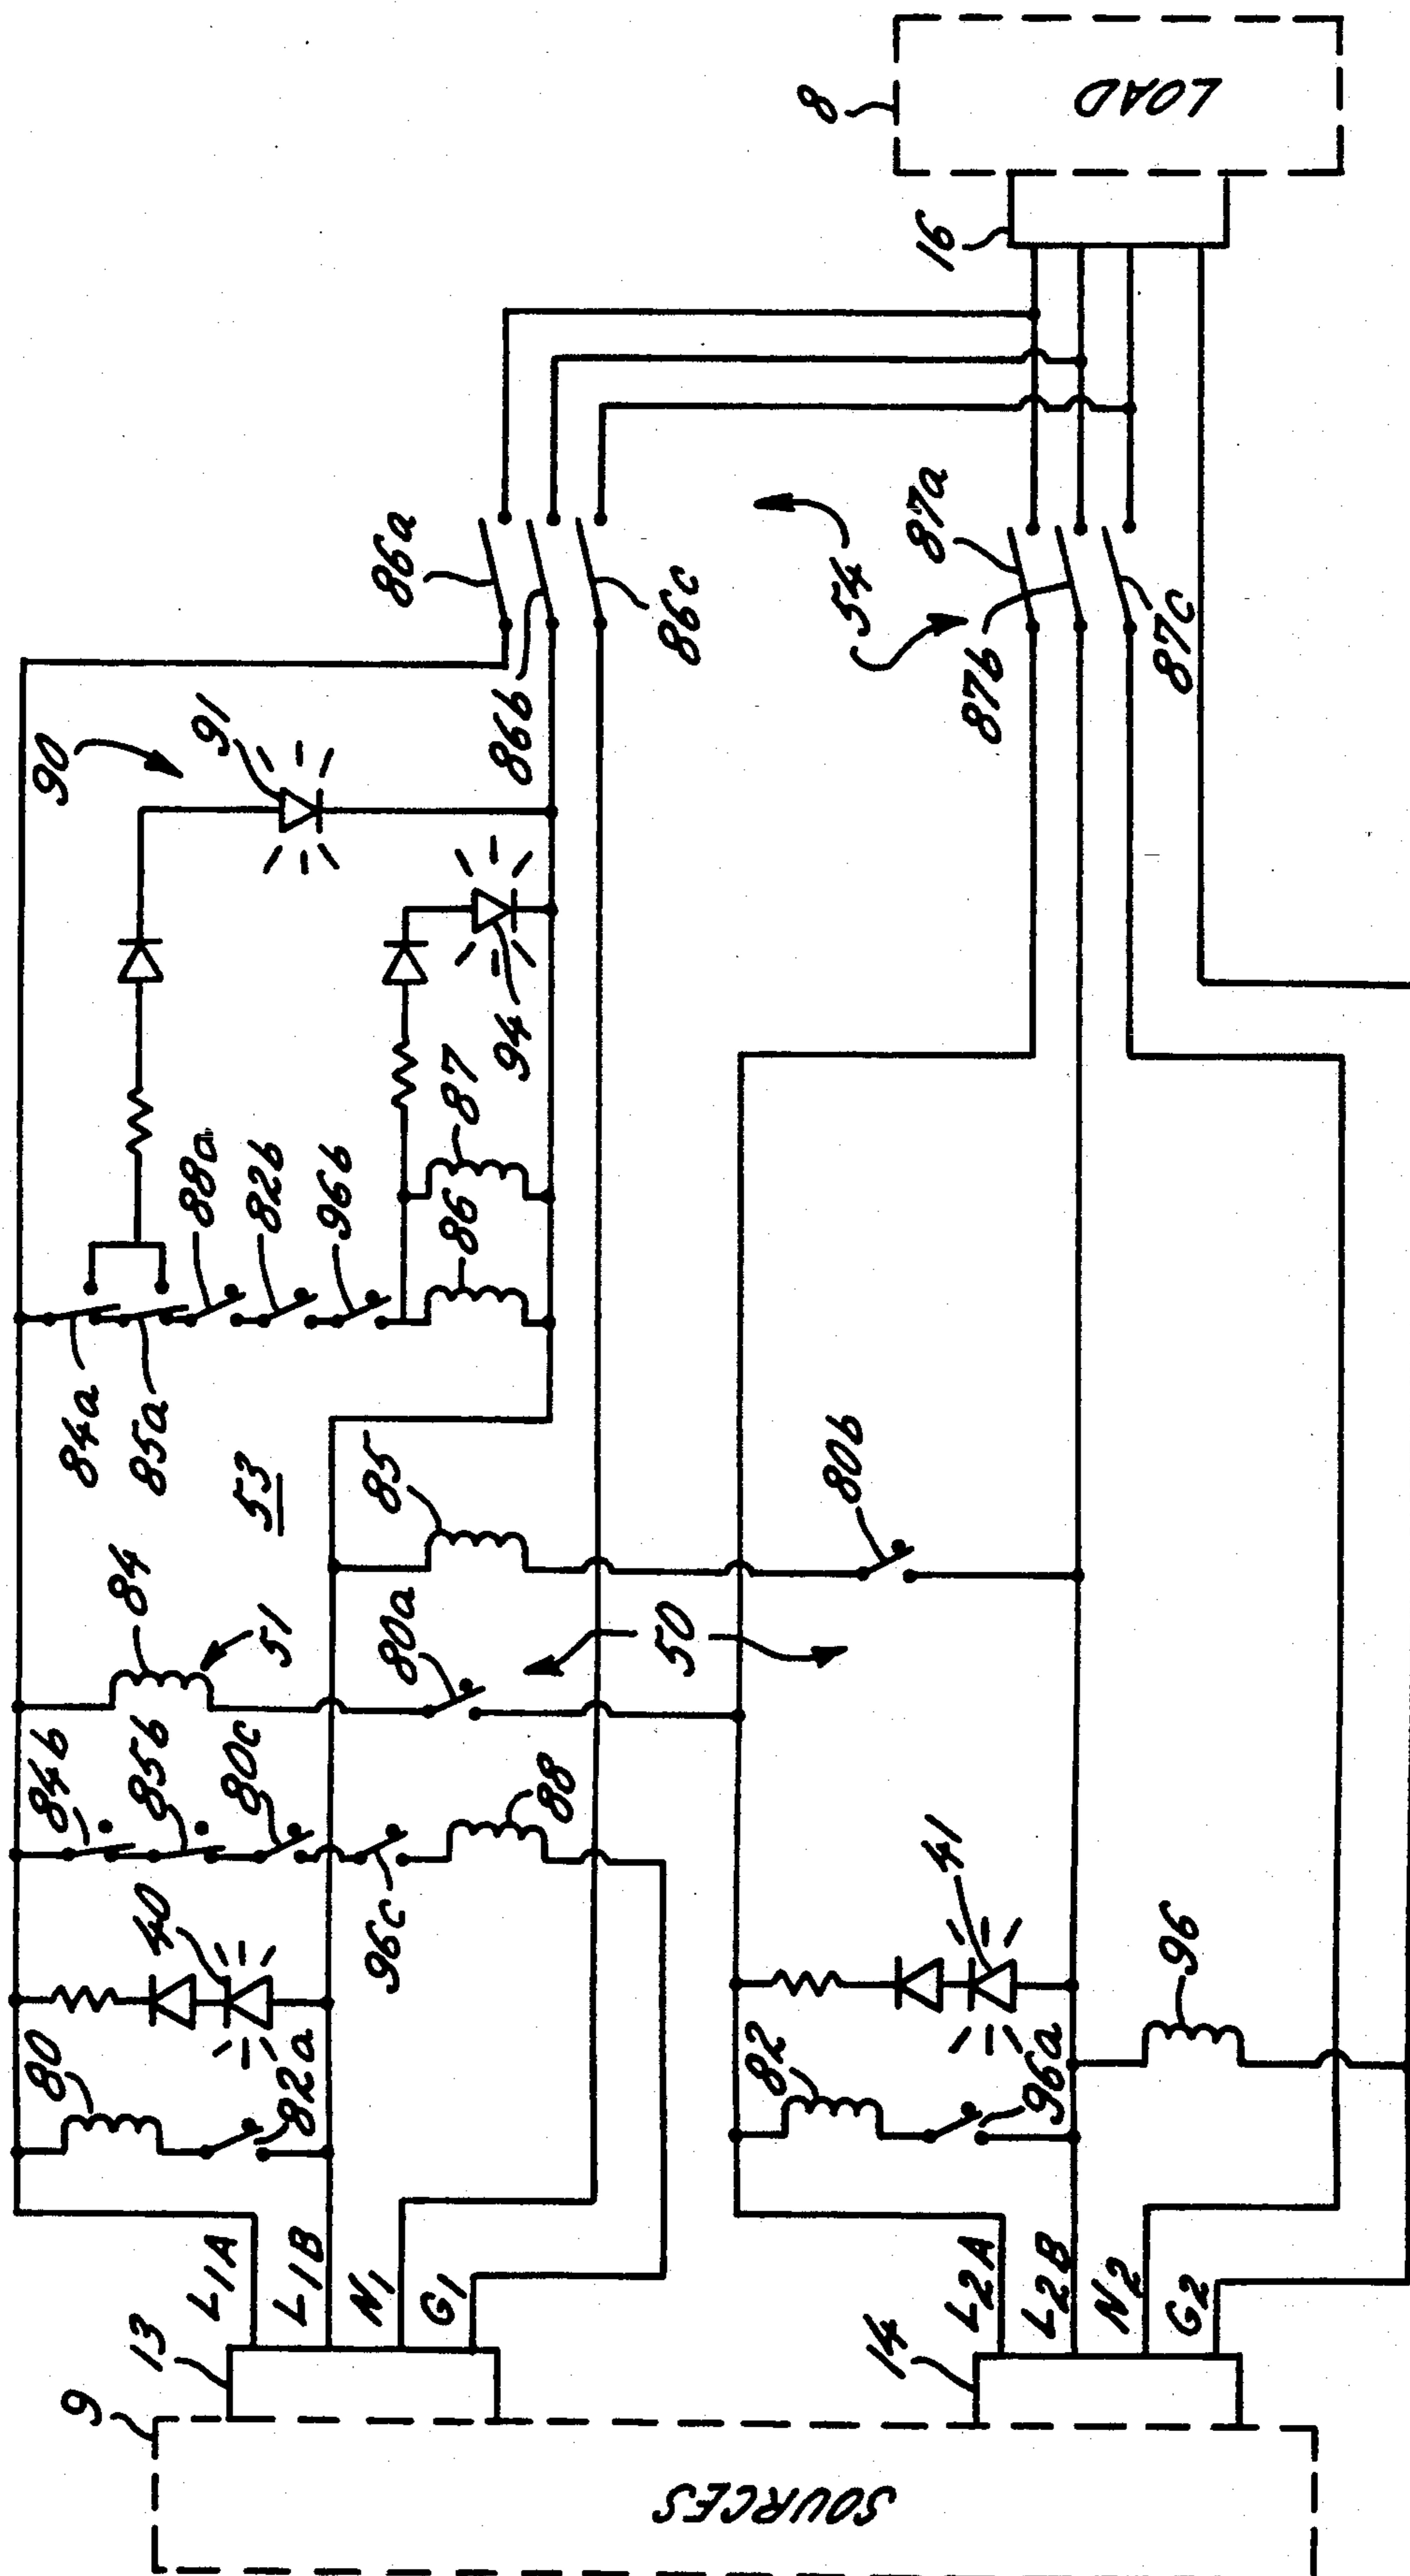 9
SOURCES
13
L1A
L1B
N1
G1
14
L2A
L2B
N2
G2
80
82a
40
84b
85b
80c
96c
88
84
51
80a
53
85
50
80b
82
96a
41
96
84a
85a
88a
82b
96b
86
87
94
90
91
86a
86b
86c
54
87a
87b
87c
16
8
LOAD